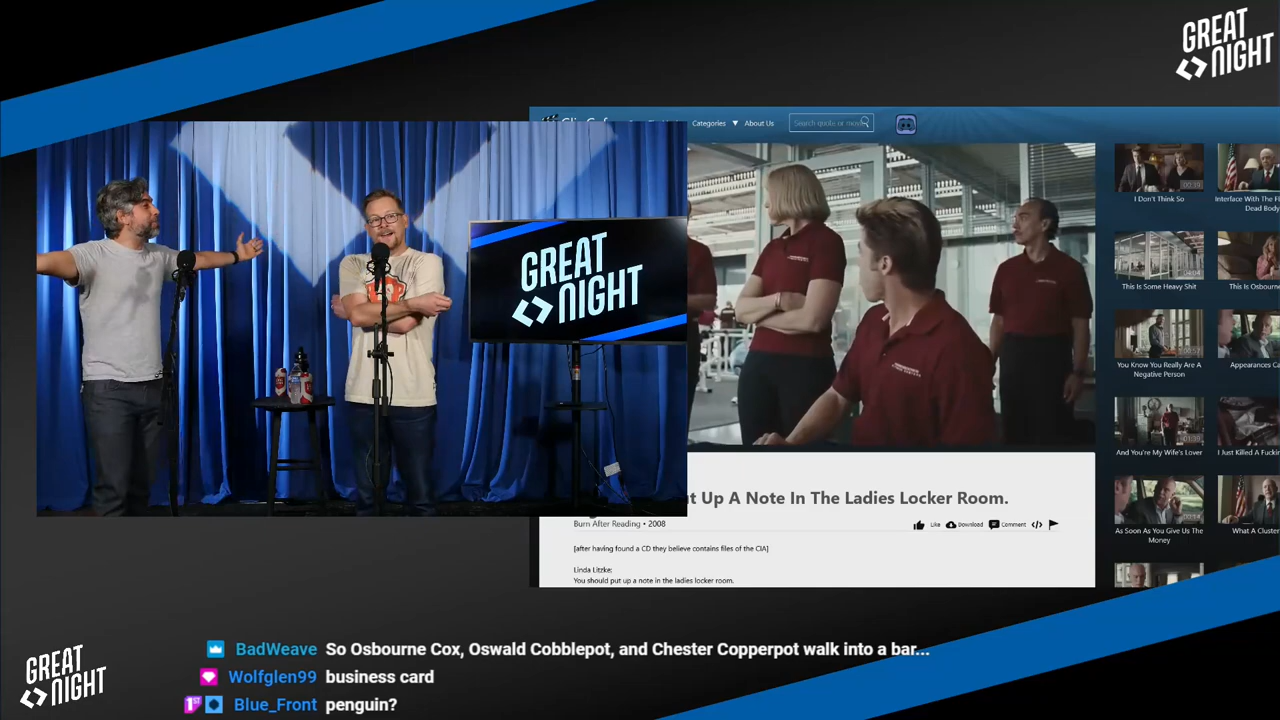 GREAT
NIGHT
Categories ▼ About Us
Search quote or movie
GREAT
NIGHT
00:39
I Don't Think So
Interface With The
Dead Body
This Is Some Heavy Shit
This Is Osbourne
You Know You Really Are A
Negative Person
Appearances
And You're My Wife's Lover
I Just Killed A
As Soon As You Give Us The
Money
What A Cluster
Up A Note In The Ladies Locker Room.
Burn After Reading • 2008
Like Download Comment
[after having found a CD they believe contains files of the CIA]
Linda Litzke:
You should put up a note in the ladies locker room.
GREAT
NIGHT
BadWeave So Osbourne Cox, Oswald Cobblepot, and Chester Copperpot walk into a bar...
Wolfglen99 business card
1ST Blue_Front penguin?